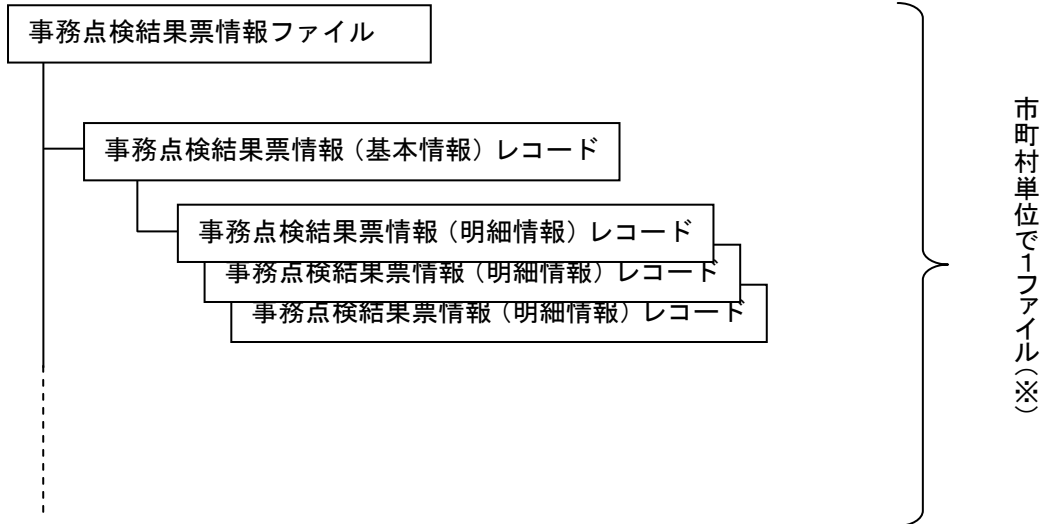 事務点検結果票情報ファイル
事務点検結果票情報（基本情報）レコード
事務点検結果票情報（明細情報）レコード
事務点検結果票情報（明細情報）レコード
事務点検結果票情報（明細情報）レコード
市町村単位で1ファイル（※）